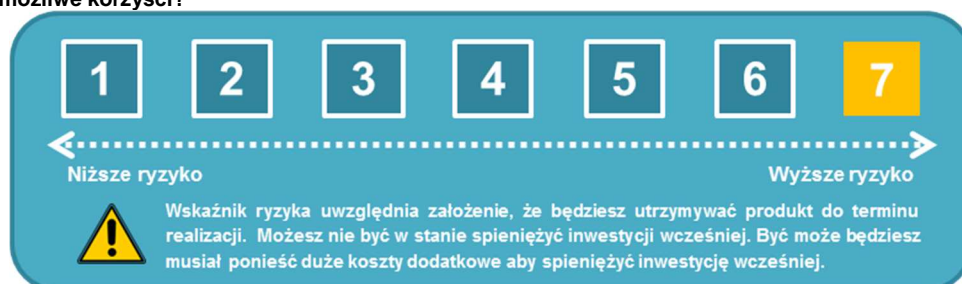 możliwe korzyści?
1 2 3 4 5 6 7
Niższe ryzyko Wyższe ryzyko
Wskaźnik ryzyka uwzględnia założenie, że będziesz utrzymywać produkt do terminu
realizacji. Możesz nie być w stanie spieniężyć inwestycji wcześniej. Być może będziesz
musiał ponieść duże koszty dodatkowe aby spieniężyć inwestycję wcześniej.